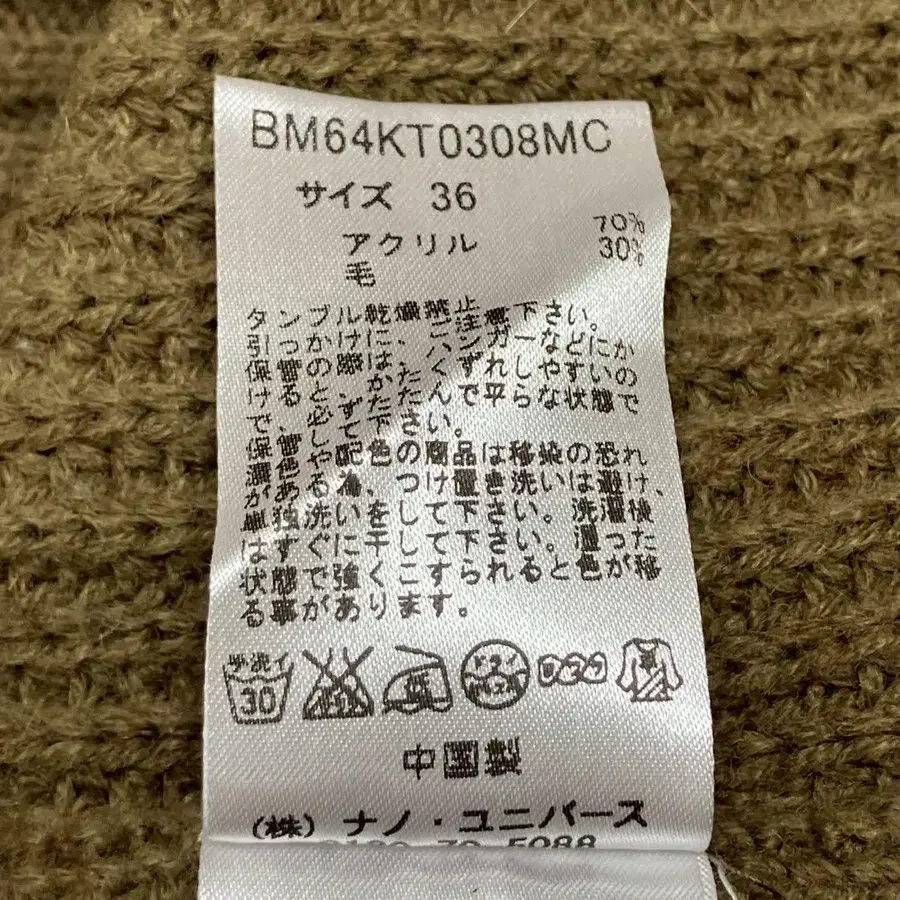 BM64KT0308MC
サイズ 36
アクリル 70%
毛 30%
タンブル乾燥禁止
引っかけに、ご注意下さい。
保管の際は、ハンガーなどにか
けると、かたくずれしやすいの
で、必ずたたんで平らな状態で
保管して下さい。
濃色や配色の商品は移染の恐れ
がある為、つけ置き洗いは避け、
単独洗いをして下さい。洗濯後
はすぐに干して下さい。湿った
状態で強くこすられると色が移
る事があります。
手洗イ 30 ドライ
中国製
(株) ナノ・ユニバース